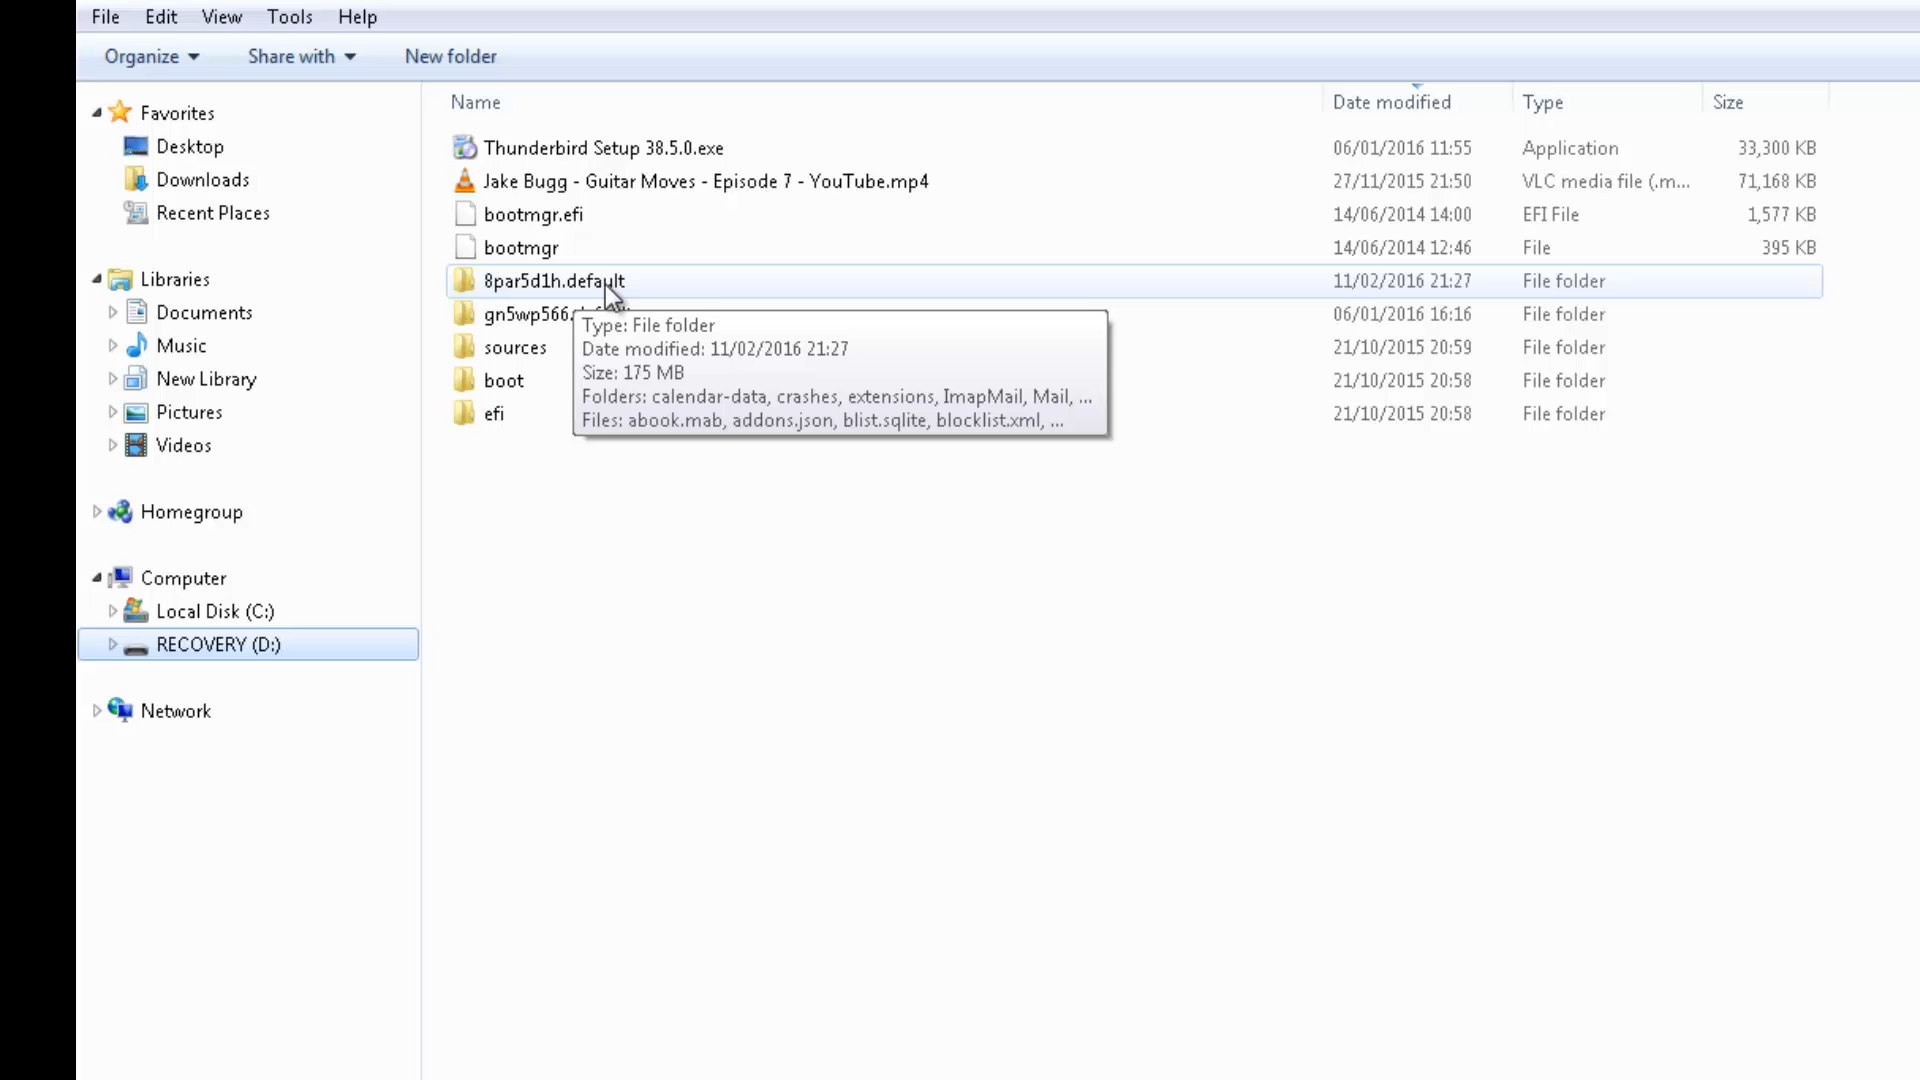 File Edit View Tools Help
Organize Share with New folder
Name Date modified Type Size
Favorites
Desktop
Downloads
Recent Places
Libraries
Documents
Music
New Library
Pictures
Videos
Homegroup
Computer
Local Disk (C:)
RECOVERY (D:)
Network
Thunderbird Setup 38.5.0.exe 06/01/2016 11:55 Application 33,300 KB
Jake Bugg - Guitar Moves - Episode 7 - YouTube.mp4 27/11/2015 21:50 VLC media file (.m... 71,168 KB
bootmgr.efi 14/06/2014 14:00 EFI File 1,577 KB
bootmgr 14/06/2014 12:46 File 395 KB
8par5d1h.default 11/02/2016 21:27 File folder
gn5wp566. 06/01/2016 16:16 File folder
sources 21/10/2015 20:59 File folder
boot 21/10/2015 20:58 File folder
efi 21/10/2015 20:58 File folder
Type: File folder
Date modified: 11/02/2016 21:27
Size: 175 MB
Folders: calendar-data, crashes, extensions, ImapMail, Mail, ...
Files: abook.mab, addons.json, blist.sqlite, blocklist.xml, ...